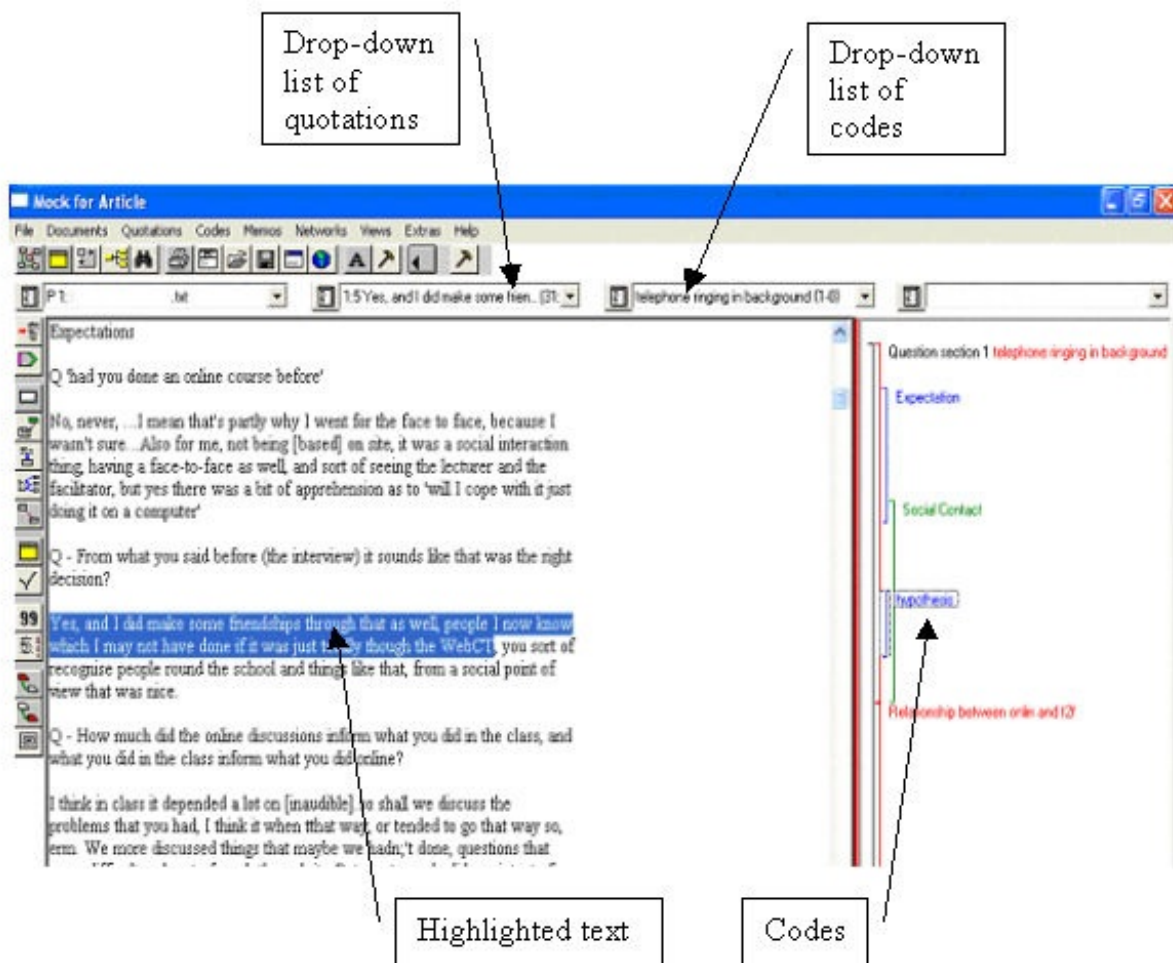 Drop-down
list of
quotations
Drop-down
list of
codes
Mock for Article
File Documents Quotations Codes Memos Networks Views Extras Help
P 1: .txt
1:5 'Yes, and I did make some frien.. (31:
telephone ringing in background (1-0)
Expectations
Q 'had you done an online course before'
No, never, ...I mean that's partly why I went for the face to face, because I
wasn't sure...Also for me, not being [based] on site, it was a social interaction
thing, having a face-to-face as well, and sort of seeing the lecturer and the
facilitator, but yes there was a bit of apprehension as to 'will I cope with it just
doing it on a computer'
Q - From what you said before (the interview) it sounds like that was the right
decision?
Yes, and I did make some friendships through that as well, people I now know
which I may not have done if it was just though the WebCT, you sort of
recognise people round the school and things like that, from a social point of
view that was nice.
Q - How much did the online discussions inform what you did in the class, and
what you did in the class inform what you did online?
I think in class it depended a lot on [inaudible]..so shall we discuss the
problems that you had, I think it when tthat way, or tended to go that way so,
erm. We more discussed things that maybe we hadn;'t done, questions that
Question section 1 telephone ringing in background
Expectation
Social Contact
hypothesis
Relationship between onlin and f2f
99
A
Highlighted text
Codes